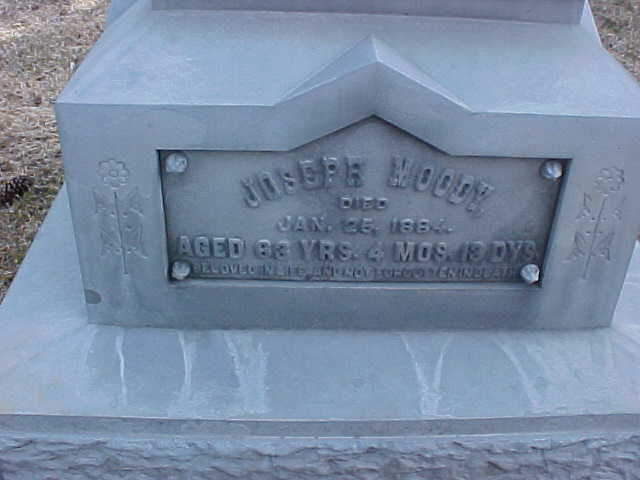 JOSEPH MOODY,
DIED
JAN. 25, 1884.
AGED 63 YRS. 4 MOS. 13 DYS
BELOVED IN LIFE AND NOT FORGOTTEN IN DEATH